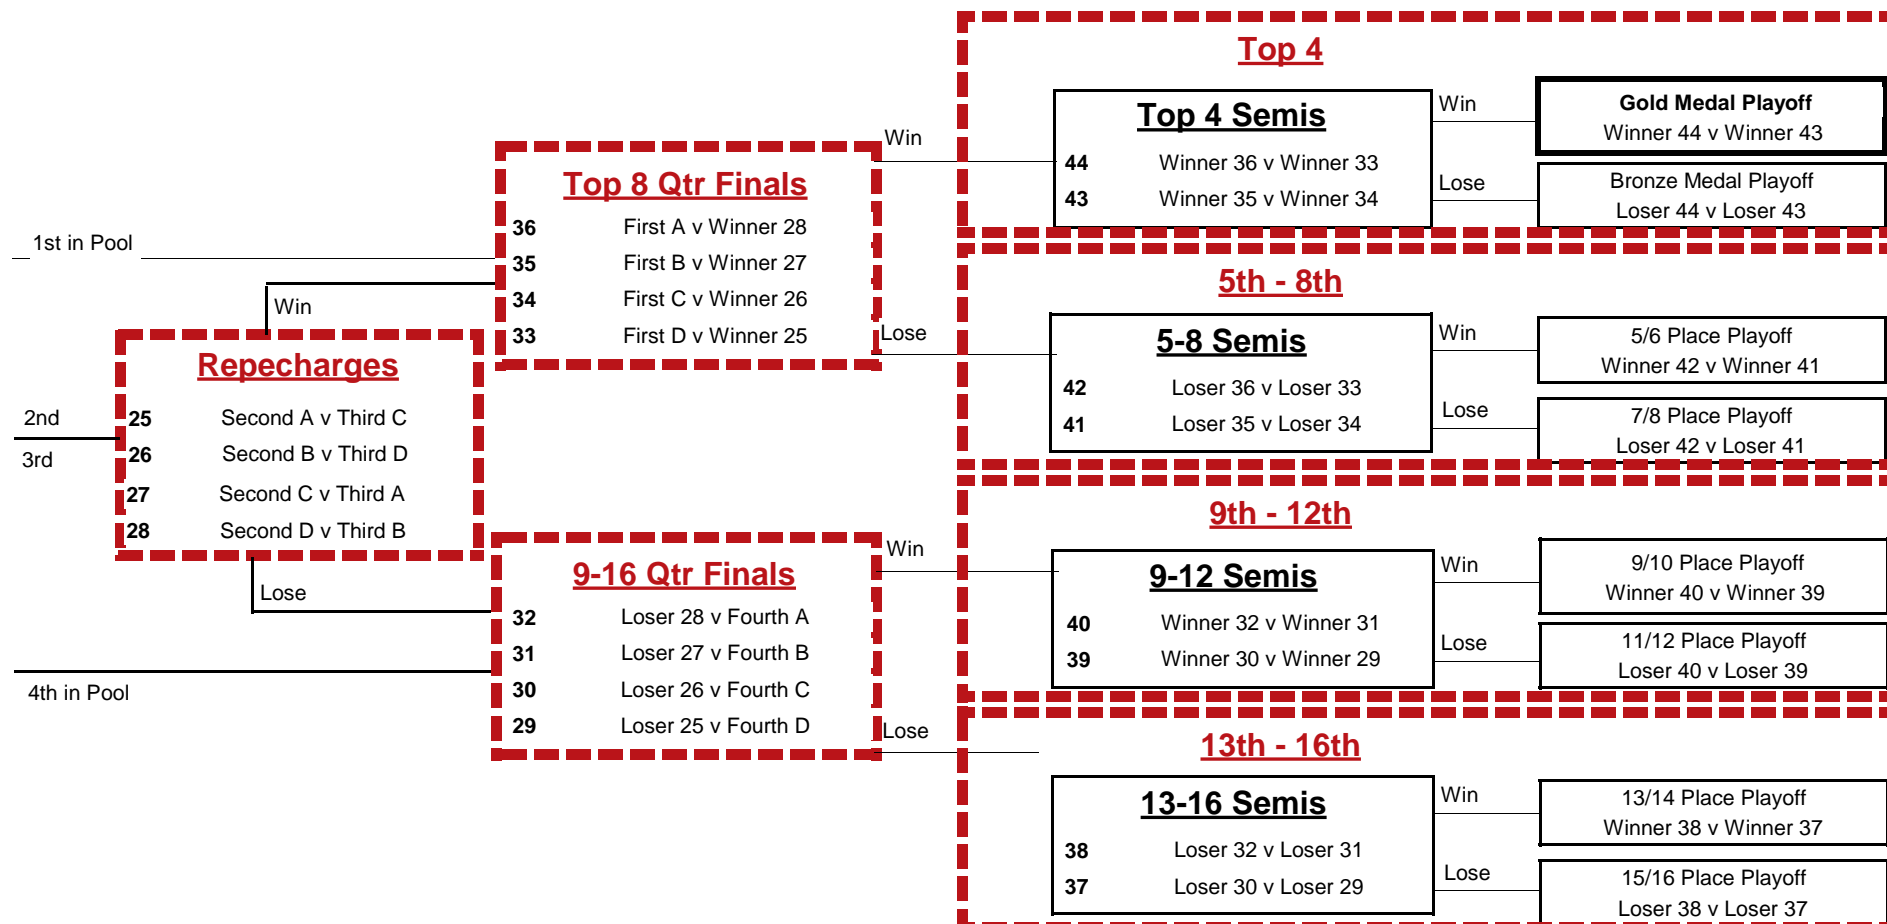 1st in Pool
2nd
3rd
4th in Pool
Win
Repecharges
25 Second A v Third C
26 Second B v Third D
27 Second C v Third A
28 Second D v Third B
Lose
Top 8 Qtr Finals
36 First A v Winner 28
35 First B v Winner 27
34 First C v Winner 26
33 First D v Winner 25
Win
Lose
9-16 Qtr Finals
32 Loser 28 v Fourth A
31 Loser 27 v Fourth B
30 Loser 26 v Fourth C
29 Loser 25 v Fourth D
Win
Lose
Top 4
Top 4 Semis
44 Winner 36 v Winner 33
43 Winner 35 v Winner 34
Win
Gold Medal Playoff
Winner 44 v Winner 43
Lose
Bronze Medal Playoff
Loser 44 v Loser 43
5th - 8th
5-8 Semis
42 Loser 36 v Loser 33
41 Loser 35 v Loser 34
Win
5/6 Place Playoff
Winner 42 v Winner 41
Lose
7/8 Place Playoff
Loser 42 v Loser 41
9th - 12th
9-12 Semis
40 Winner 32 v Winner 31
39 Winner 30 v Winner 29
Win
9/10 Place Playoff
Winner 40 v Winner 39
Lose
11/12 Place Playoff
Loser 40 v Loser 39
13th - 16th
13-16 Semis
38 Loser 32 v Loser 31
37 Loser 30 v Loser 29
Win
13/14 Place Playoff
Winner 38 v Winner 37
Lose
15/16 Place Playoff
Loser 38 v Loser 37